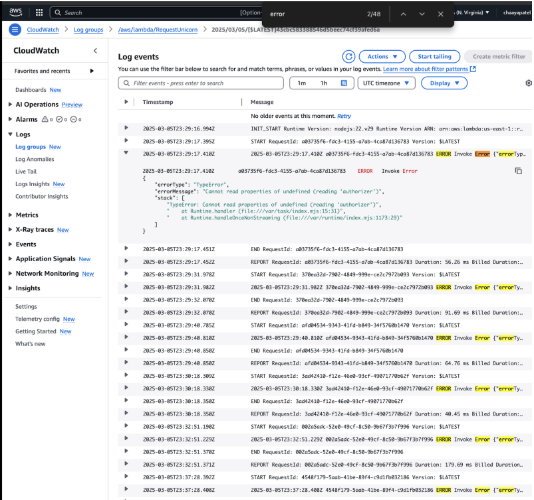 aws
Search
[Option-
error
2/48
(N. Virginia)
chaayapatel
CloudWatch > Log groups > /aws/lambda/RequestUnicorn > 2025/03/05/[$LATEST]
CloudWatch
Favorites and recents
Dashboards New
AI Operations Preview
Alarms 0 0 0
Logs
Log groups New
Log Anomalies
Live Tail
Logs Insights New
Contributor Insights
Metrics
X-Ray traces New
Events
Application Signals New
Network Monitoring New
Insights
Settings
Telemetry config New
Getting Started New
What's new
Log events
Actions
Start tailing
Create metric filter
You can use the filter bar below to search for and match terms, phrases, or values in your log events. Learn more about filter patterns
Filter events - press enter to search
1m 1h
UTC timezone
Display
Timestamp Message
No older events at this moment. Retry
2025-03-05T23:29:16.994Z INIT_START Runtime Version: nodejs:22.v29 Runtime Version ARN: arn:aws:lambda:us-east-1::r…
2025-03-05T23:29:17.395Z START RequestId: a03735f6-fdc3-4155-a7ab-4ca87d136783 Version: $LATEST
2025-03-05T23:29:17.410Z 2025-03-05T23:29:17.410Z a03735f6-fdc3-4155-a7ab-4ca87d136783 ERROR Invoke Error {"errorTyp…
2025-03-05T23:29:17.410Z a03735f6-fdc3-4155-a7ab-4ca87d136783 ERROR Invoke Error
{
"errorType": "TypeError",
"errorMessage": "Cannot read properties of undefined (reading 'authorizer')",
"stack": [
"TypeError: Cannot read properties of undefined (reading 'authorizer')",
" at Runtime.handler (file:///var/task/index.mjs:15:31)",
" at Runtime.handleOnceNonStreaming (file:///var/runtime/index.mjs:1173:29)"
]
}
2025-03-05T23:29:17.451Z END RequestId: a03735f6-fdc3-4155-a7ab-4ca87d136783
2025-03-05T23:29:17.452Z REPORT RequestId: a03735f6-fdc3-4155-a7ab-4ca87d136783 Duration: 56.26 ms Billed Duration:…
2025-03-05T23:29:31.978Z START RequestId: 370ea32d-7902-4849-999e-ce2c7972b093 Version: $LATEST
2025-03-05T23:29:31.982Z 2025-03-05T23:29:31.982Z 370ea32d-7902-4849-999e-ce2c7972b093 ERROR Invoke Error {"errorTy…
2025-03-05T23:29:32.070Z END RequestId: 370ea32d-7902-4849-999e-ce2c7972b093
2025-03-05T23:29:32.070Z REPORT RequestId: 370ea32d-7902-4849-999e-ce2c7972b093 Duration: 91.69 ms Billed Duration:…
2025-03-05T23:29:40.785Z START RequestId: afd04534-9343-41fd-b849-34f5760b1470 Version: $LATEST
2025-03-05T23:29:40.810Z 2025-03-05T23:29:40.810Z afd04534-9343-41fd-b849-34f5760b1470 ERROR Invoke Error {"errorTy…
2025-03-05T23:29:40.850Z END RequestId: afd04534-9343-41fd-b849-34f5760b1470
2025-03-05T23:29:40.850Z REPORT RequestId: afd04534-9343-41fd-b849-34f5760b1470 Duration: 64.76 ms Billed Duration:…
2025-03-05T23:30:18.309Z START RequestId: 3ad42410-f12e-46e0-93cf-49071770b62f Version: $LATEST
2025-03-05T23:30:18.330Z 2025-03-05T23:30:18.330Z 3ad42410-f12e-46e0-93cf-49071770b62f ERROR Invoke Error {"errorTy…
2025-03-05T23:30:18.350Z END RequestId: 3ad42410-f12e-46e0-93cf-49071770b62f
2025-03-05T23:30:18.350Z REPORT RequestId: 3ad42410-f12e-46e0-93cf-49071770b62f Duration: 40.45 ms Billed Duration:…
2025-03-05T23:32:51.190Z START RequestId: 002a5adc-52e0-49cf-8c50-9b67f3b7f996 Version: $LATEST
2025-03-05T23:32:51.229Z 2025-03-05T23:32:51.229Z 002a5adc-52e0-49cf-8c50-9b67f3b7f996 ERROR Invoke Error {"errorTy…
2025-03-05T23:32:51.370Z END RequestId: 002a5adc-52e0-49cf-8c50-9b67f3b7f996
2025-03-05T23:32:51.371Z REPORT RequestId: 002a5adc-52e0-49cf-8c50-9b67f3b7f996 Duration: 179.69 ms Billed Duration…
2025-03-05T23:37:28.392Z START RequestId: 4548f179-5aab-41be-89f4-c9d1fb032186 Version: $LATEST
2025-03-05T23:37:28.408Z 2025-03-05T23:37:28.408Z 4548f179-5aab-41be-89f4-c9d1fb032186 ERROR Invoke Error {"errorTy…